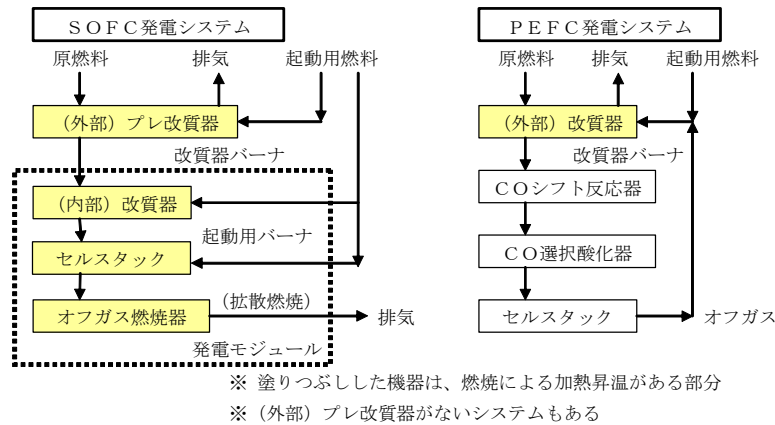 SOFC発電システム
原燃料
排気
起動用燃料
(外部)プレ改質器
改質器バーナ
(内部)改質器
起動用バーナ
セルスタック
(拡散燃焼)
オフガス燃焼器
排気
発電モジュール
PEFC発電システム
原燃料
排気
起動用燃料
(外部)改質器
改質器バーナ
COシフト反応器
CO選択酸化器
セルスタック
オフガス
※ 塗りつぶしした機器は、燃焼による加熱昇温がある部分
※(外部)プレ改質器がないシステムもある